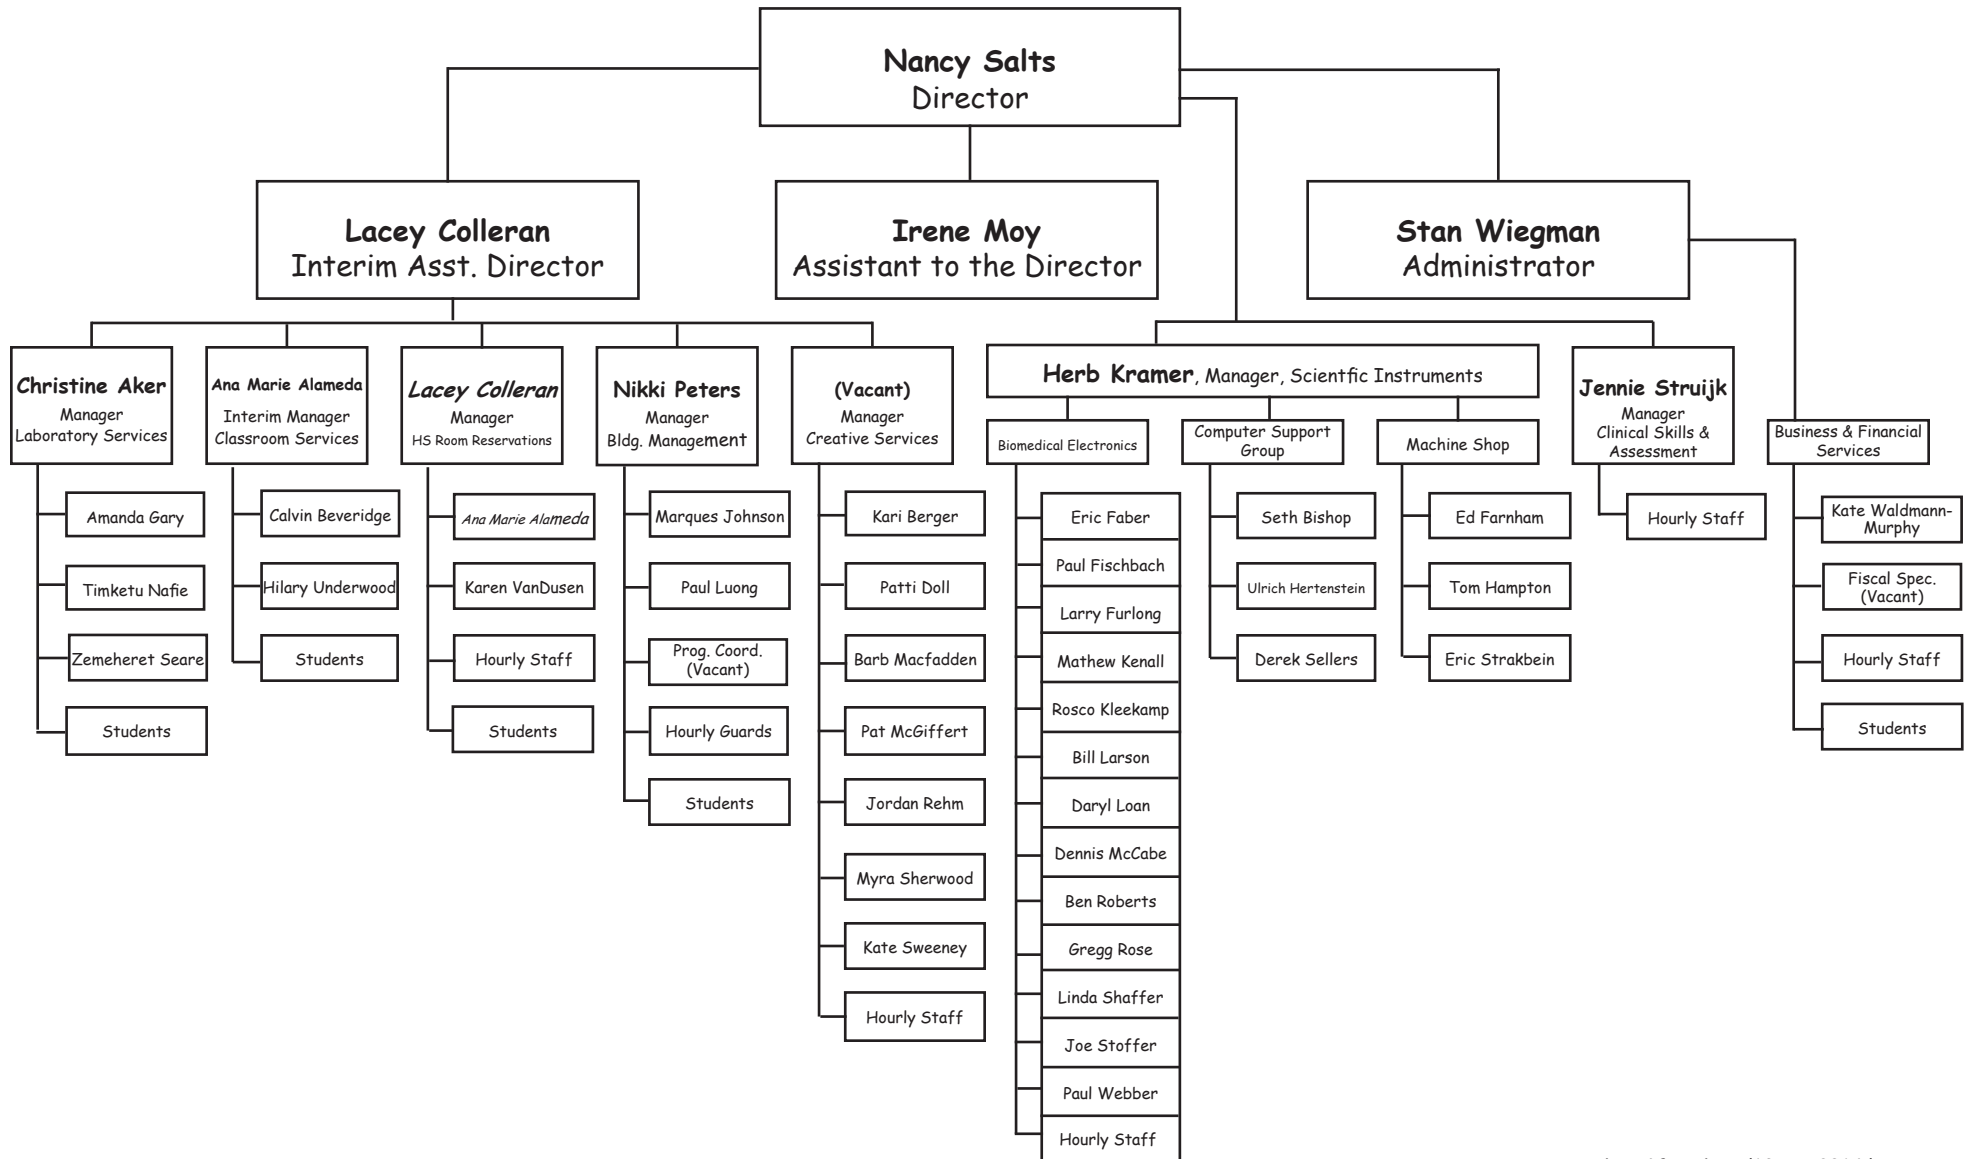 Nancy Salts
Director
Lacey Colleran
Interim Asst. Director
Irene Moy
Assistant to the Director
Stan Wiegman
Administrator
Christine Aker
Manager
Laboratory Services
Amanda Gary
Timketu Nafie
Zemeheret Seare
Students
Ana Marie Alameda
Interim Manager
Classroom Services
Calvin Beveridge
Hilary Underwood
Students
Lacey Colleran
Manager
HS Room Reservations
Ana Marie Alameda
Karen VanDusen
Hourly Staff
Students
Nikki Peters
Manager
Bldg. Management
Marques Johnson
Paul Luong
Prog. Coord.
(Vacant)
Hourly Guards
Students
(Vacant)
Manager
Creative Services
Kari Berger
Patti Doll
Barb Macfadden
Pat McGiffert
Jordan Rehm
Myra Sherwood
Kate Sweeney
Hourly Staff
Herb Kramer, Manager, Scientfic Instruments
Biomedical Electronics
Eric Faber
Paul Fischbach
Larry Furlong
Mathew Kenall
Rosco Kleekamp
Bill Larson
Daryl Loan
Dennis McCabe
Ben Roberts
Gregg Rose
Linda Shaffer
Joe Stoffer
Paul Webber
Hourly Staff
Computer Support
Group
Seth Bishop
Ulrich Hertenstein
Derek Sellers
Machine Shop
Ed Farnham
Tom Hampton
Eric Strakbein
Jennie Struijk
Manager
Clinical Skills &
Assessment
Hourly Staff
Business & Financial
Services
Kate Waldmann-
Murphy
Fiscal Spec.
(Vacant)
Hourly Staff
Students